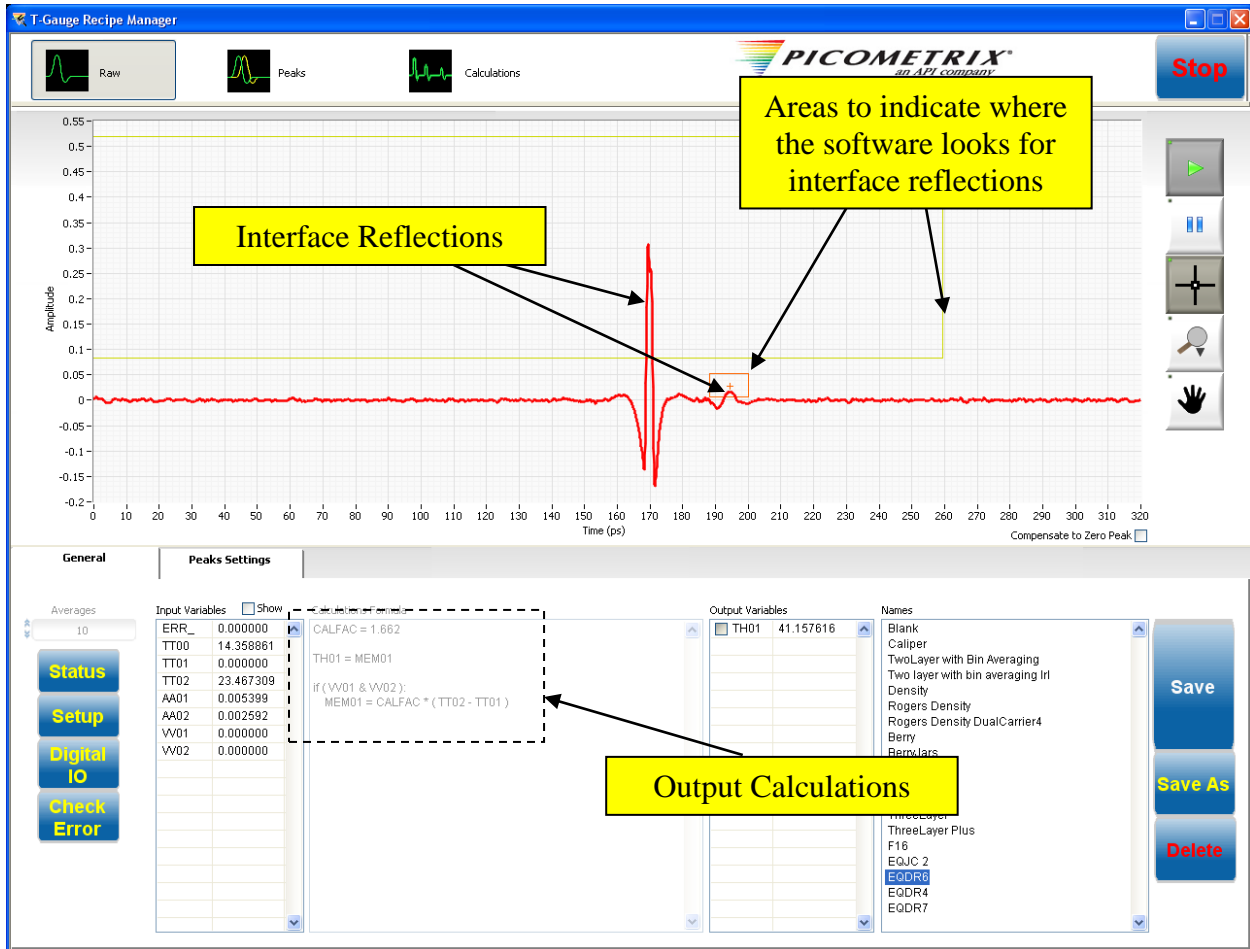 T-Gauge Recipe Manager
Raw
Peaks
Calculations
PICOMETRIX®
an API company
Stop
Areas to indicate where
the software looks for
interface reflections
Interface Reflections
0.55
0.5
0.45
0.4
0.35
0.3
0.25
0.2
0.15
0.1
0.05
0
-0.05
-0.1
-0.15
-0.2
Amplitude
0 10 20 30 40 50 60 70 80 90 100 110 120 130 140 150 160 170 180 190 200 210 220 230 240 250 260 270 280 290 300 310 320
Time (ps)
Compensate to Zero Peak
General
Peaks Settings
Averages
10
Status
Setup
Digital
IO
Check
Error
Input Variables
Show
ERR_ 0.000000
TT00 14.358861
TT01 0.000000
TT02 23.467309
AA01 0.005399
AA02 0.002592
VV01 0.000000
VV02 0.000000
Calculations Formula
CALFAC = 1.662
TH01 = MEM01
if ( VV01 & VV02 ):
MEM01 = CALFAC * ( TT02 - TT01 )
Output Calculations
Output Variables
TH01 41.157616
Names
Blank
Caliper
TwoLayer with Bin Averaging
Two layer with bin averaging Irl
Density
Rogers Density
Rogers Density DualCarrier4
Berry
BerryJars
ThreeLayer
ThreeLayer Plus
F16
EQJC 2
EQDR6
EQDR4
EQDR7
Save
Save As
Delete